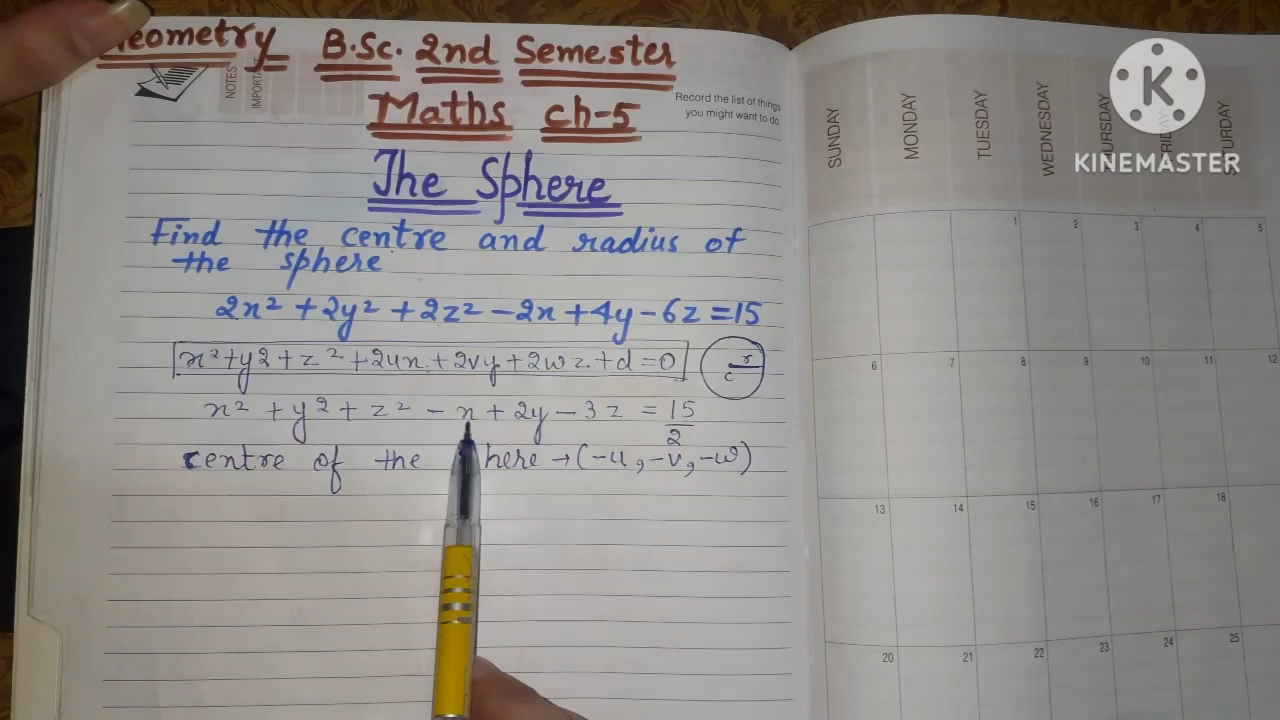 Geometry B.Sc. 2nd Semester
NOTES
IMPORTANT
Maths Ch-5
Record the list of things
you might want to do
The Sphere
Find the centre and radius of
the sphere
2x² + 2y² + 2z² - 2x + 4y - 6z = 15
x² + y² + z² + 2ux + 2vy + 2wz + d = 0
r
c
x² + y² + z² - x + 2y - 3z = 15/2
centre of the here → (-u, -v, -w)
K
KINEMASTER
SUNDAY MONDAY TUESDAY WEDNESDAY
1 2 3 4 5
6 7 8 9 10 11 12
13 14 15 16 17 18
20 21 22 23 24 25